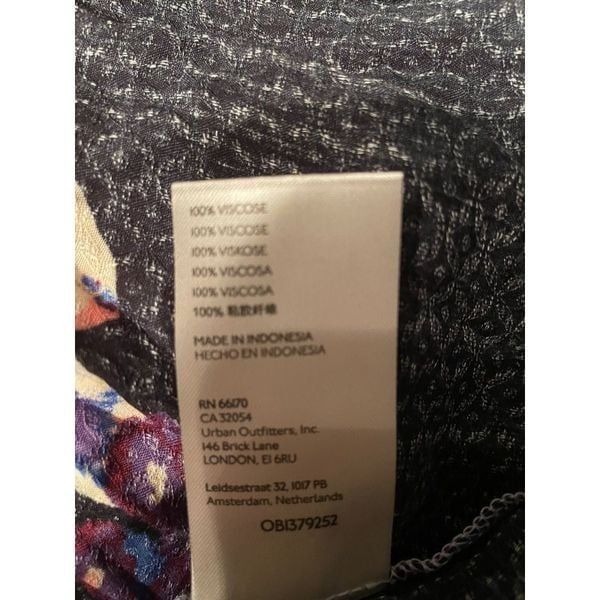 100% VISCOSE
100% VISCOSE
100% VISKOSE
100% VISCOSA
100% VISCOSA
100% 粘胶纤维
MADE IN INDONESIA
HECHO EN INDONESIA
RN 66170
CA 32054
Urban Outfitters, Inc.
146 Brick Lane
LONDON, E1 6RU
Leidsestraat 32, 1017 PB
Amsterdam, Netherlands
OB1379252